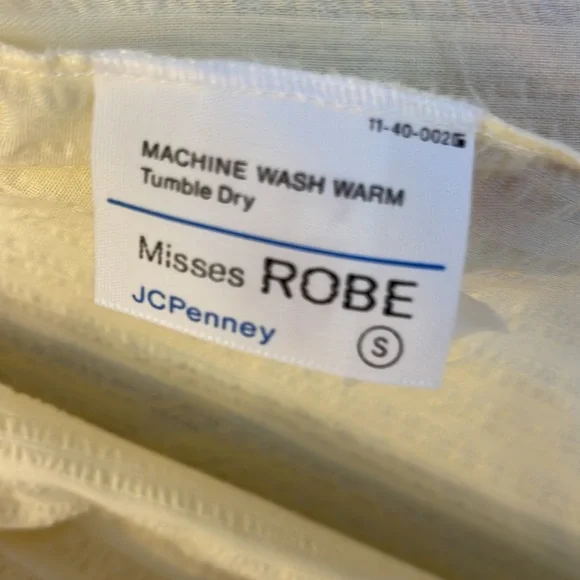 11-40-002
MACHINE WASH WARM
Tumble Dry
Misses ROBE
JCPenney
S